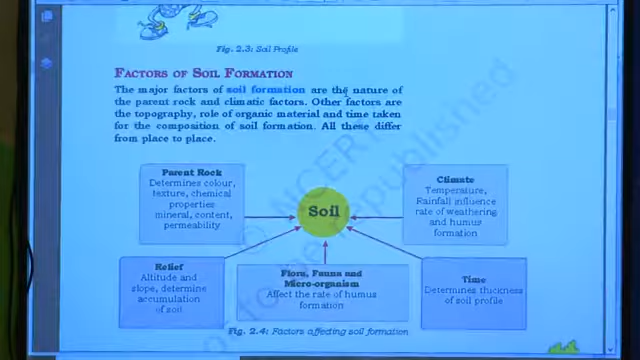 Fig. 2.3: Soil Profile
FACTORS OF SOIL FORMATION
The major factors of soil formation are the nature of
the parent rock and climatic factors. Other factors are
the topography, role of organic material and time taken
for the composition of soil formation. All these differ
from place to place.
Parent Rock
Determines colour,
texture, chemical
properties
mineral, content,
permeability
Climate
Temperature,
Rainfall influence
rate of weathering
and humus
formation
Soil
Relief
Altitude and
slope, determine
accumulation
of soil
Flora, Fauna and
Micro-organism
Affect the rate of humus
formation
Time
Determines thickness
of soil profile
Fig. 2.4: Factors affecting soil formation
© NCERT
not to be republished